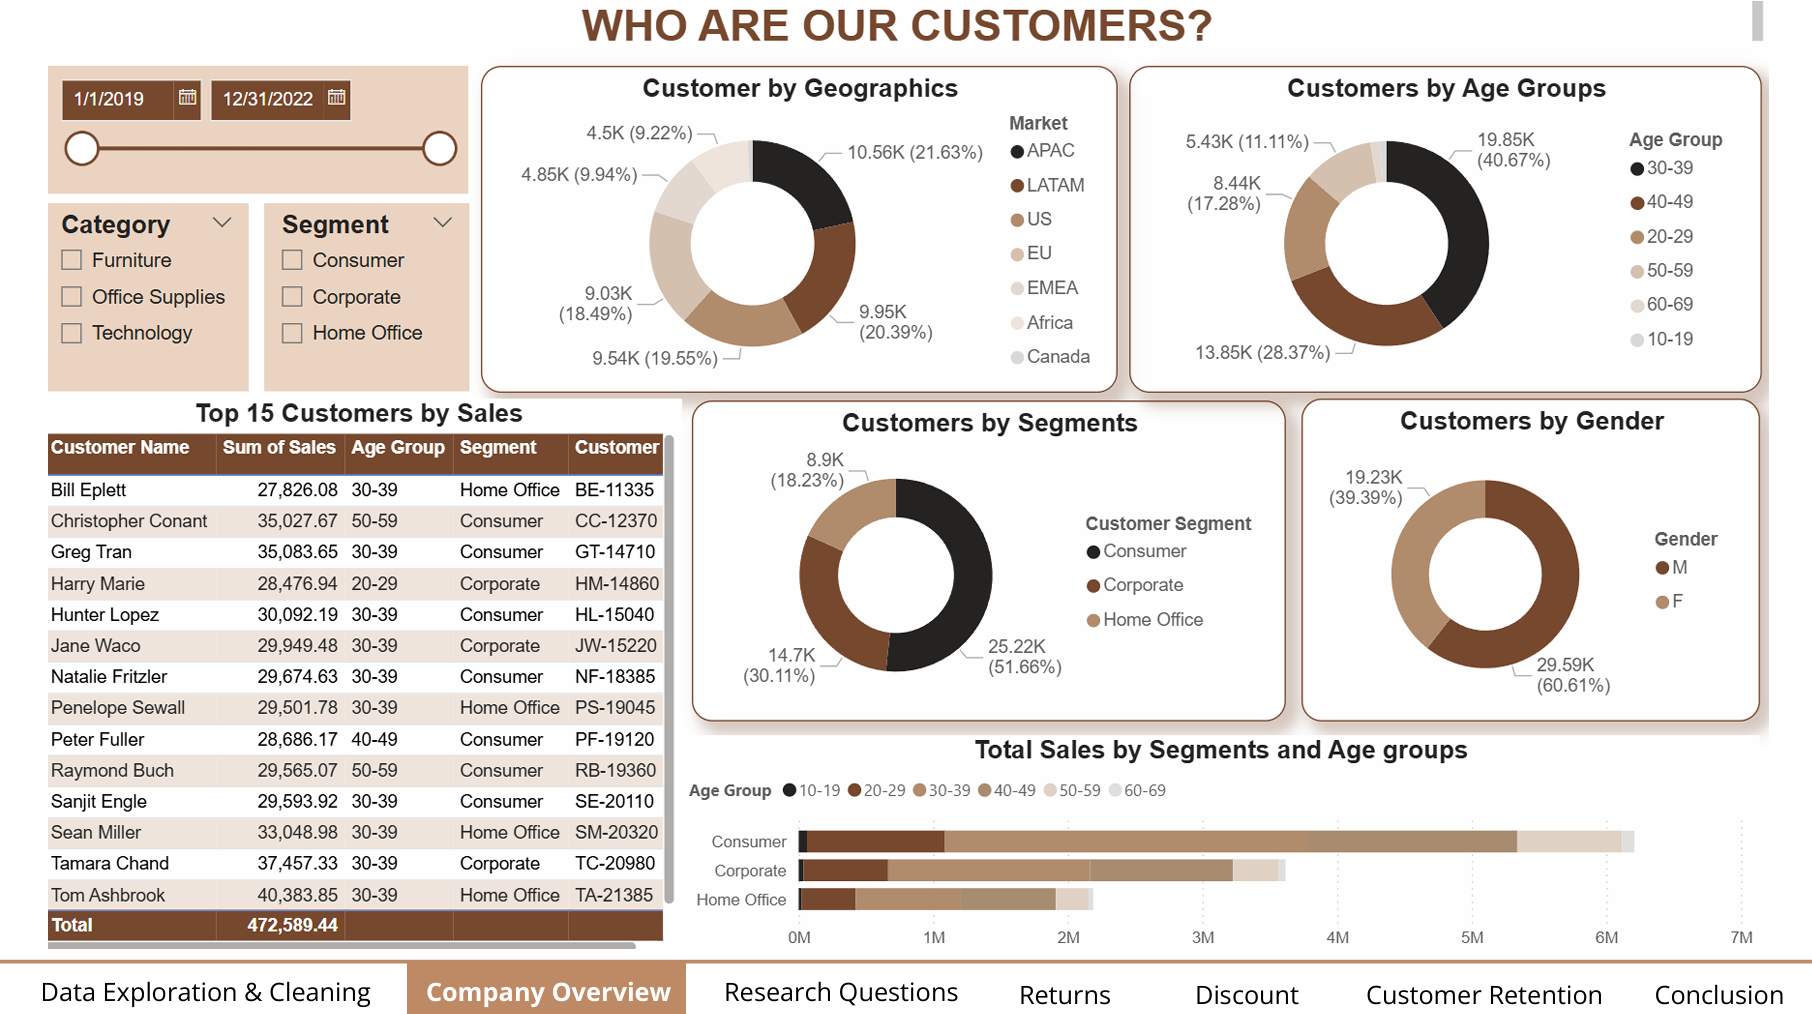 WHO ARE OUR CUSTOMERS?
1/1/2019
12/31/2022
Category
Furniture
Office Supplies
Technology
Segment
Consumer
Corporate
Home Office
Customer by Geographics
4.5K (9.22%)
10.56K (21.63%)
4.85K (9.94%)
9.03K
(18.49%)
9.95K
(20.39%)
9.54K (19.55%)
Market
APAC
LATAM
US
EU
EMEA
Africa
Canada
Customers by Age Groups
5.43K (11.11%)
19.85K
(40.67%)
8.44K
(17.28%)
13.85K (28.37%)
Age Group
30-39
40-49
20-29
50-59
60-69
10-19
Top 15 Customers by Sales
Customer Name Sum of Sales Age Group Segment Customer
Bill Eplett 27,826.08 30-39 Home Office BE-11335
Christopher Conant 35,027.67 50-59 Consumer CC-12370
Greg Tran 35,083.65 30-39 Consumer GT-14710
Harry Marie 28,476.94 20-29 Corporate HM-14860
Hunter Lopez 30,092.19 30-39 Consumer HL-15040
Jane Waco 29,949.48 30-39 Corporate JW-15220
Natalie Fritzler 29,674.63 30-39 Consumer NF-18385
Penelope Sewall 29,501.78 30-39 Home Office PS-19045
Peter Fuller 28,686.17 40-49 Consumer PF-19120
Raymond Buch 29,565.07 50-59 Consumer RB-19360
Sanjit Engle 29,593.92 30-39 Consumer SE-20110
Sean Miller 33,048.98 30-39 Home Office SM-20320
Tamara Chand 37,457.33 30-39 Corporate TC-20980
Tom Ashbrook 40,383.85 30-39 Home Office TA-21385
Total 472,589.44
Customers by Segments
8.9K
(18.23%)
14.7K
(30.11%)
25.22K
(51.66%)
Customer Segment
Consumer
Corporate
Home Office
Customers by Gender
19.23K
(39.39%)
29.59K
(60.61%)
Gender
M
F
Total Sales by Segments and Age groups
Age Group 10-19 20-29 30-39 40-49 50-59 60-69
Consumer
Corporate
Home Office
0M 1M 2M 3M 4M 5M 6M 7M
Data Exploration & Cleaning Company Overview Research Questions Returns Discount Customer Retention Conclusion